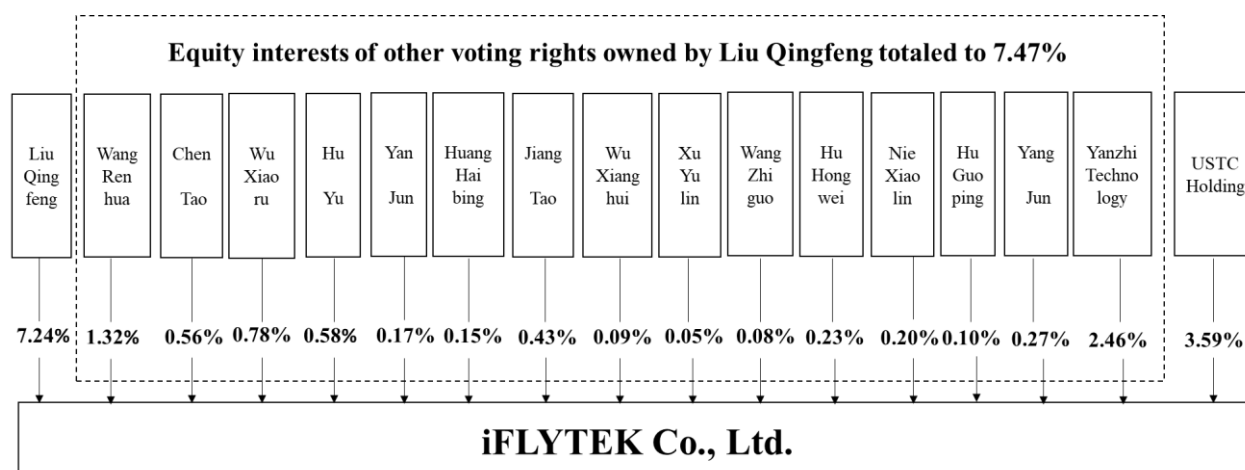 Equity interests of other voting rights owned by Liu Qingfeng totaled to 7.47%
Liu
Qing
feng
Wang
Ren
hua
Chen
Tao
Wu
Xiao
ru
Hu
Yu
Yan
Jun
Huang
Hai
bing
Jiang
Tao
Wu
Xiang
hui
Xu
Yu
lin
Wang
Zhi
guo
Hu
Hong
wei
Nie
Xiao
lin
Hu
Guo
ping
Yang
Jun
Yanzhi
Techno
logy
USTC
Holding
7.24% 1.32% 0.56% 0.78% 0.58% 0.17% 0.15% 0.43% 0.09% 0.05% 0.08% 0.23% 0.20% 0.10% 0.27% 2.46% 3.59%
iFLYTEK Co., Ltd.